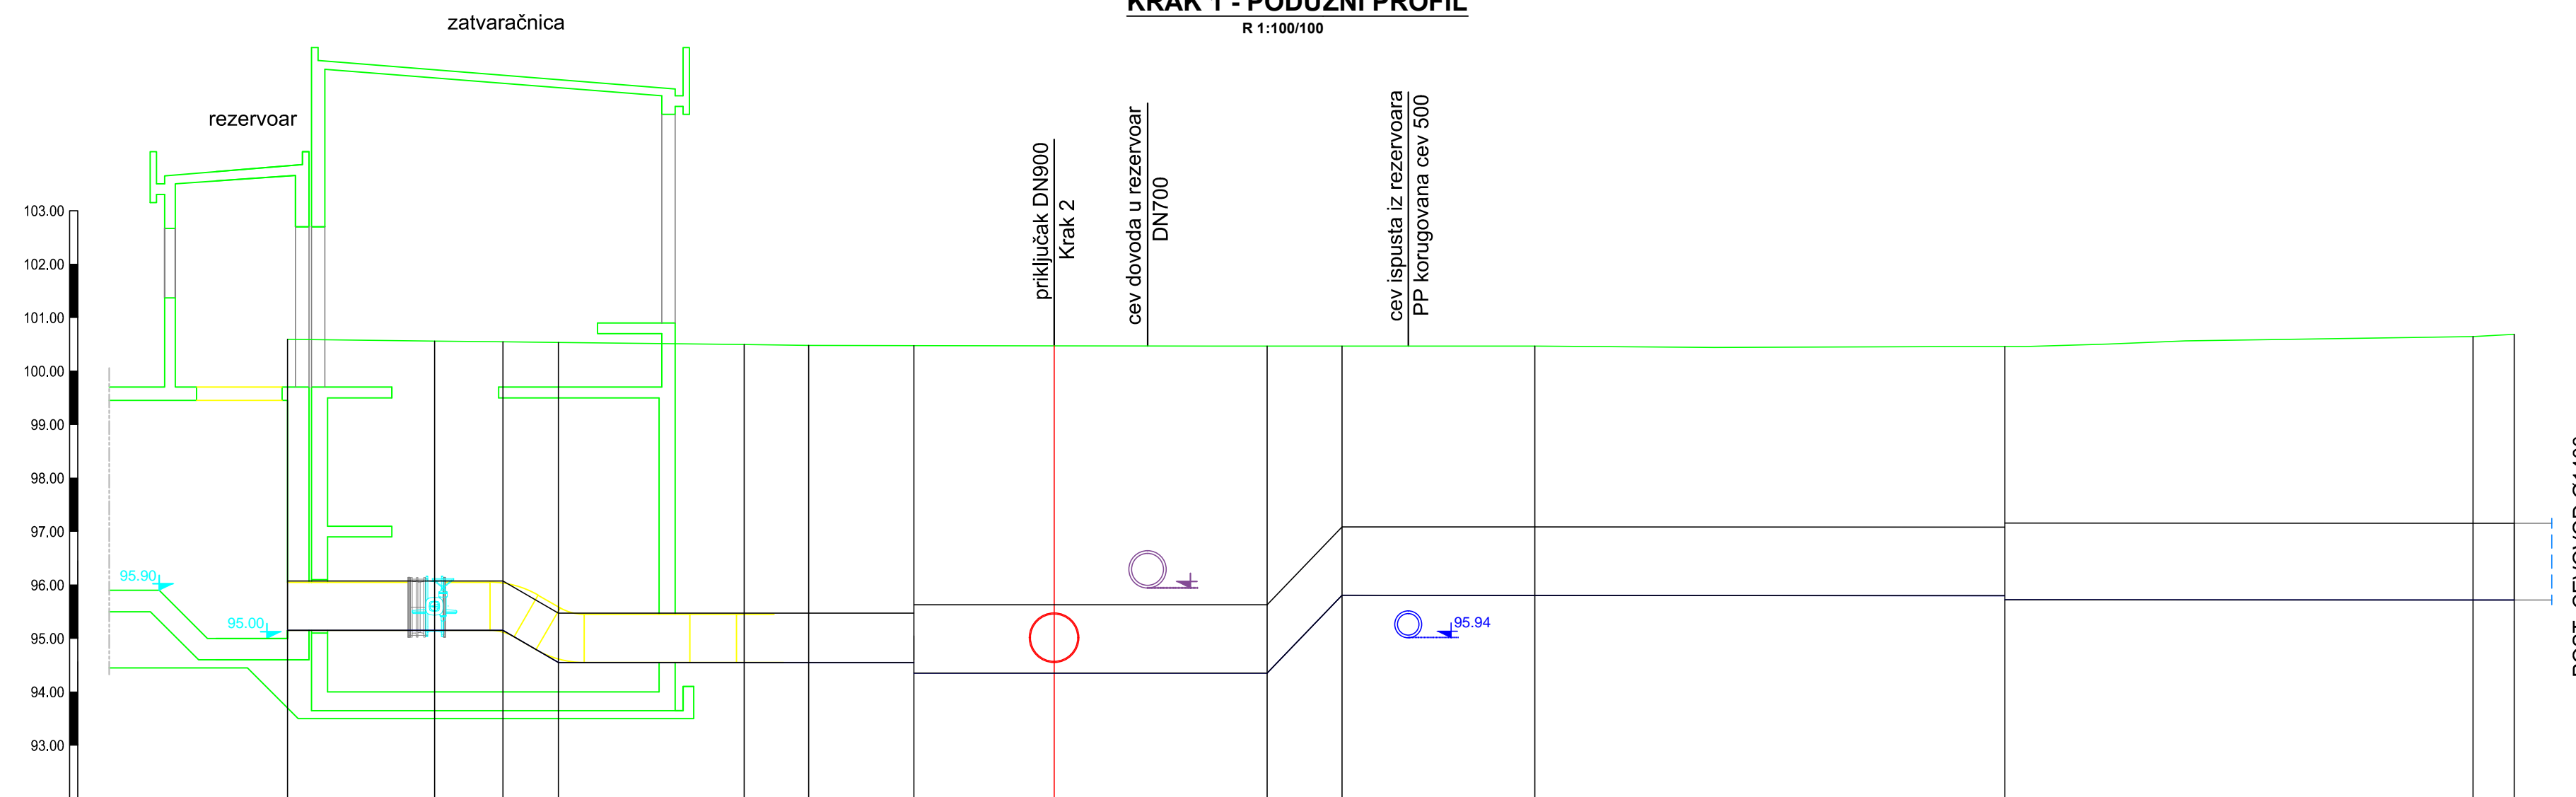 KRAK 1 - PODUŽNI PROFIL
R 1:100/100
zatvaračnica
rezervoar
priključak DN900
Krak 2
cev dovoda u rezervoar
DN700
cev ispusta iz rezervoara
PP korugovana cev 500
103.00
102.00
101.00
100.00
99.00
98.00
97.00
96.00
95.00
94.00
93.00
95.90
95.00
95.94